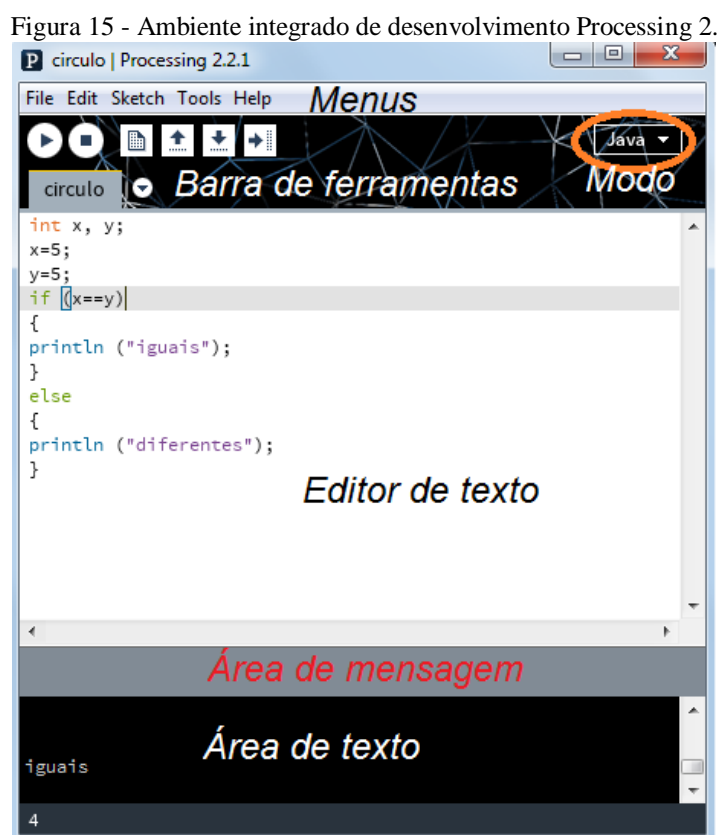 Figura 15 - Ambiente integrado de desenvolvimento Processing 2.
P circulo | Processing 2.2.1
File Edit Sketch Tools Help Menus
Java
circulo Barra de ferramentas Modo
int x, y;
x=5;
y=5;
if (x==y)
{
println ("iguais");
}
else
{
println ("diferentes");
}
Editor de texto
Área de mensagem
Área de texto
iguais
4